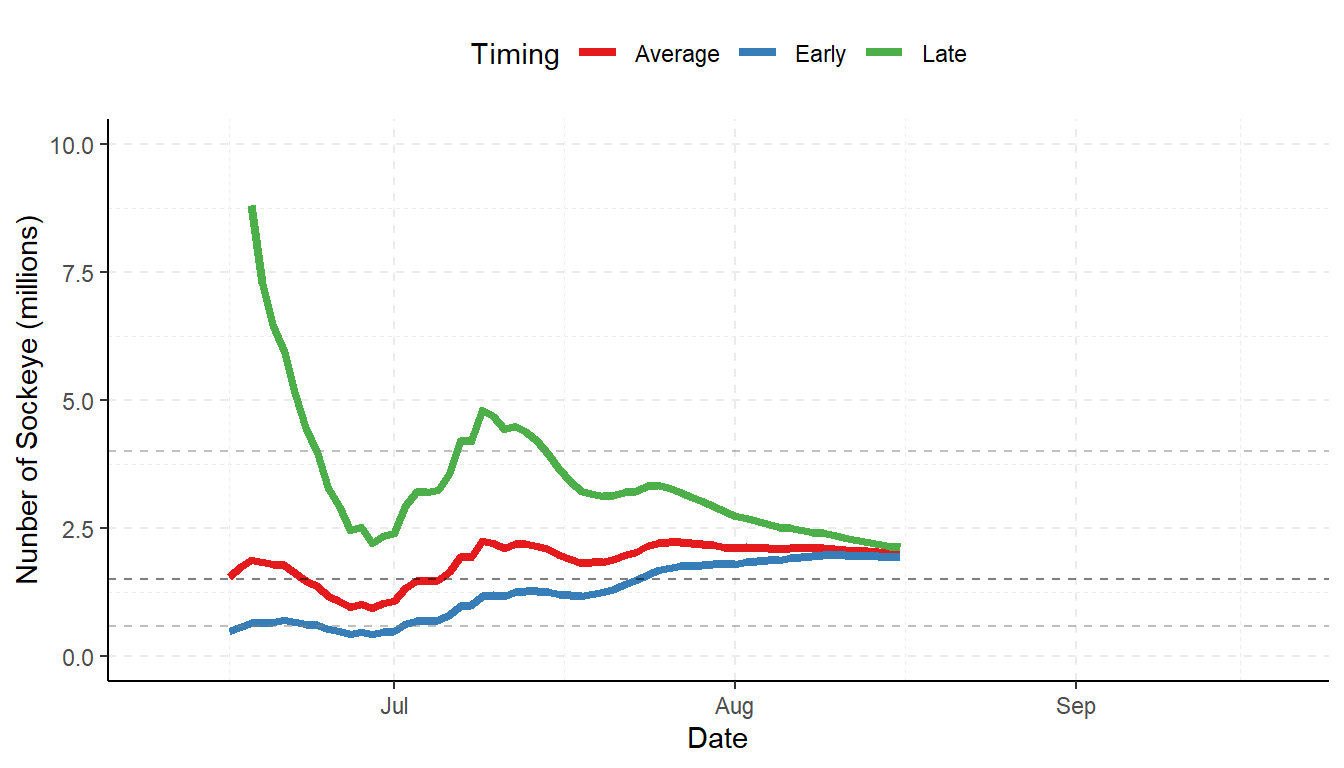 Timing Average Early Late
10.0
7.5
5.0
2.5
0.0
Nunber of Sockeye (millions)
Jul Aug Sep
Date